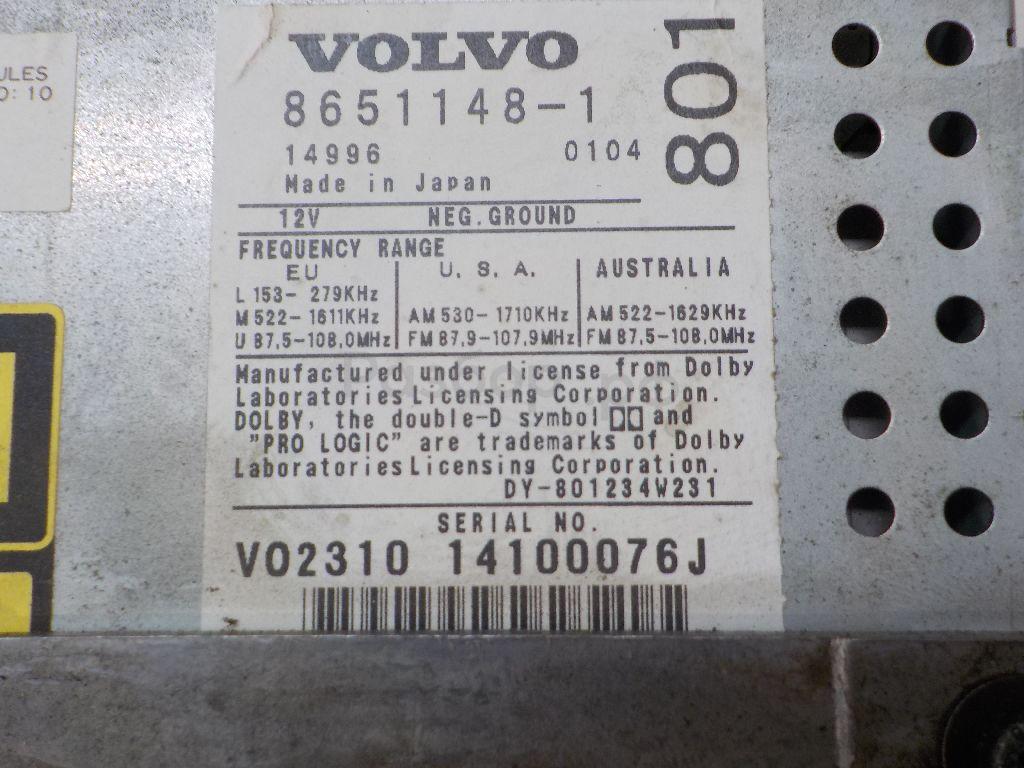 VOLVO
8651148-1
801
14996 0104
Made in Japan
12V NEG.GROUND
FREQUENCY RANGE
EU U.S.A. AUSTRALIA
L 153- 279KHz
M 522- 1611KHz AM 530- 1710KHz AM 522-1629KHz
U 87.5-108.0MHz FM 87.9-107.9MHz FM 87.5-108.0MHz
Manufactured under license from Dolby
Laboratories Licensing Corporation.
DOLBY, the double-D symbol and
"PRO LOGIC" are trademarks of Dolby
Laboratories Licensing Corporation.
DY-801234W231
SERIAL NO.
VO2310 14100076J
ULES
O: 10